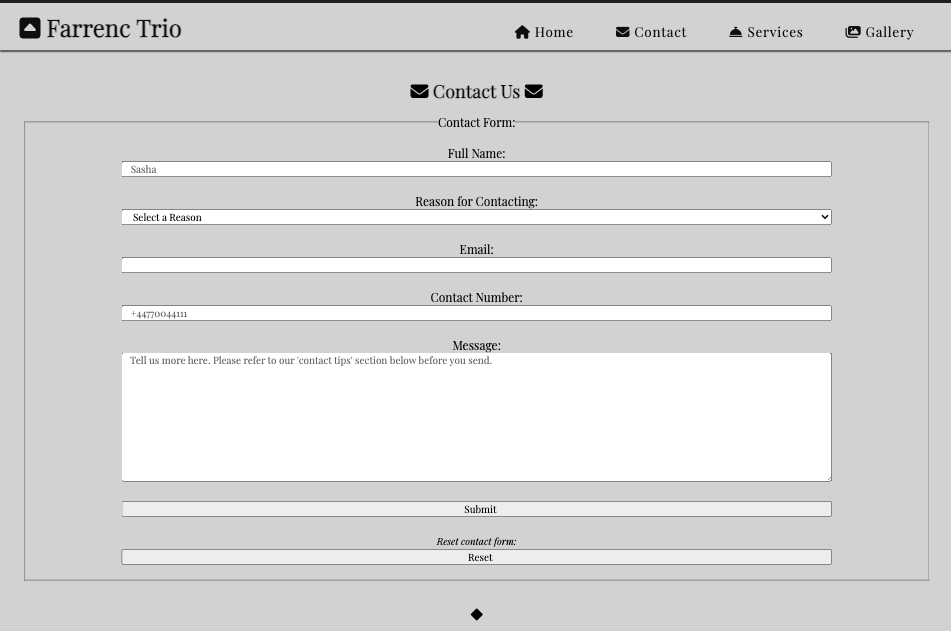 Farrenc Trio
Home Contact Services Gallery
Contact Us
Contact Form:
Full Name:
Sasha
Reason for Contacting:
Select a Reason
Email:
Contact Number:
+44770044111
Message:
Tell us more here. Please refer to our 'contact tips' section below before you send.
Submit
Reset contact form:
Reset